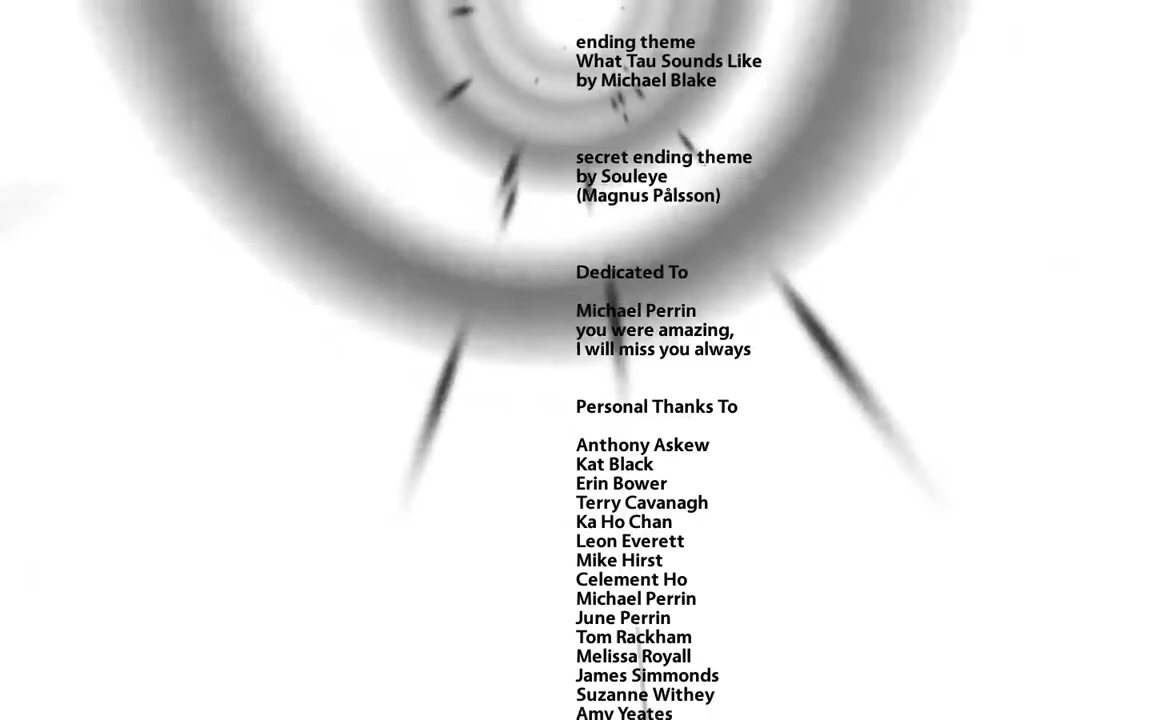 ending theme
What Tau Sounds Like
by Michael Blake
secret ending theme
by Souleye
(Magnus Pålsson)
Dedicated To
Michael Perrin
you were amazing,
I will miss you always
Personal Thanks To
Anthony Askew
Kat Black
Erin Bower
Terry Cavanagh
Ka Ho Chan
Leon Everett
Mike Hirst
Celement Ho
Michael Perrin
June Perrin
Tom Rackham
Melissa Royall
James Simmonds
Suzanne Withey
Amy Yeates